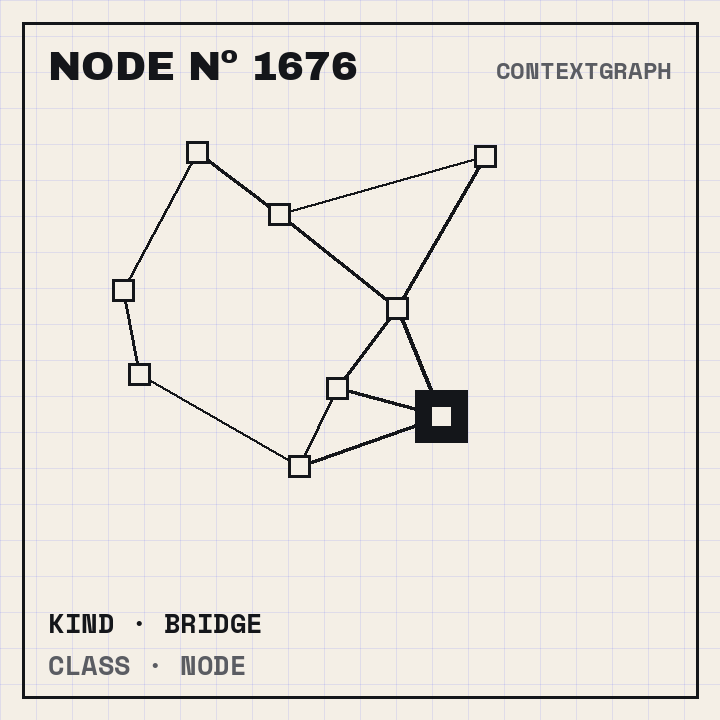 NODE Nº 1676
CONTEXTGRAPH
KIND · BRIDGE
CLASS · NODE